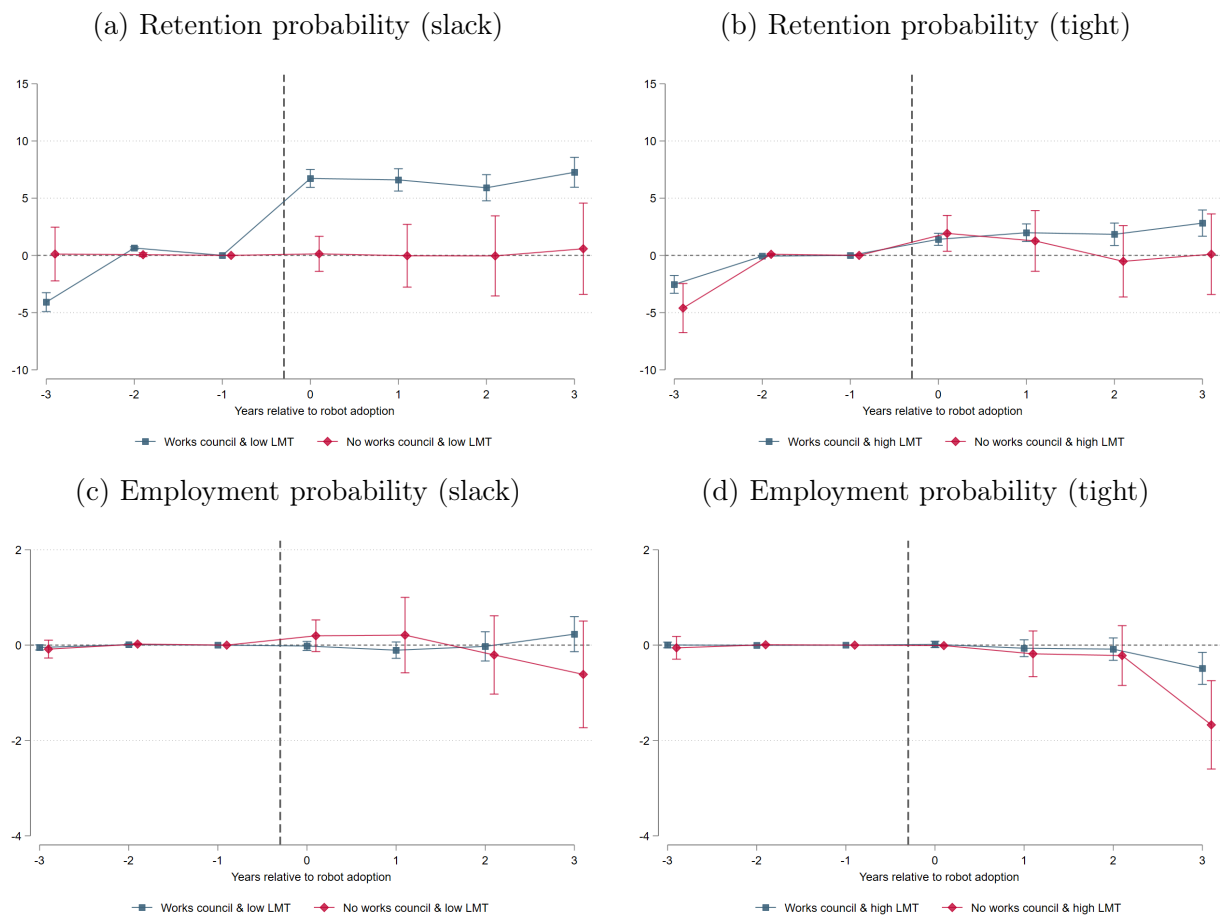 (a) Retention probability (slack)
(b) Retention probability (tight)
15
10
5
0
-5
-10
-3 -2 -1 0 1 2 3
Years relative to robot adoption
Works council & low LMT No works council & low LMT
15
10
5
0
-5
-10
-3 -2 -1 0 1 2 3
Years relative to robot adoption
Works council & high LMT No works council & high LMT
(c) Employment probability (slack)
(d) Employment probability (tight)
2
0
-2
-4
-3 -2 -1 0 1 2 3
Years relative to robot adoption
Works council & low LMT No works council & low LMT
2
0
-2
-4
-3 -2 -1 0 1 2 3
Years relative to robot adoption
Works council & high LMT No works council & high LMT